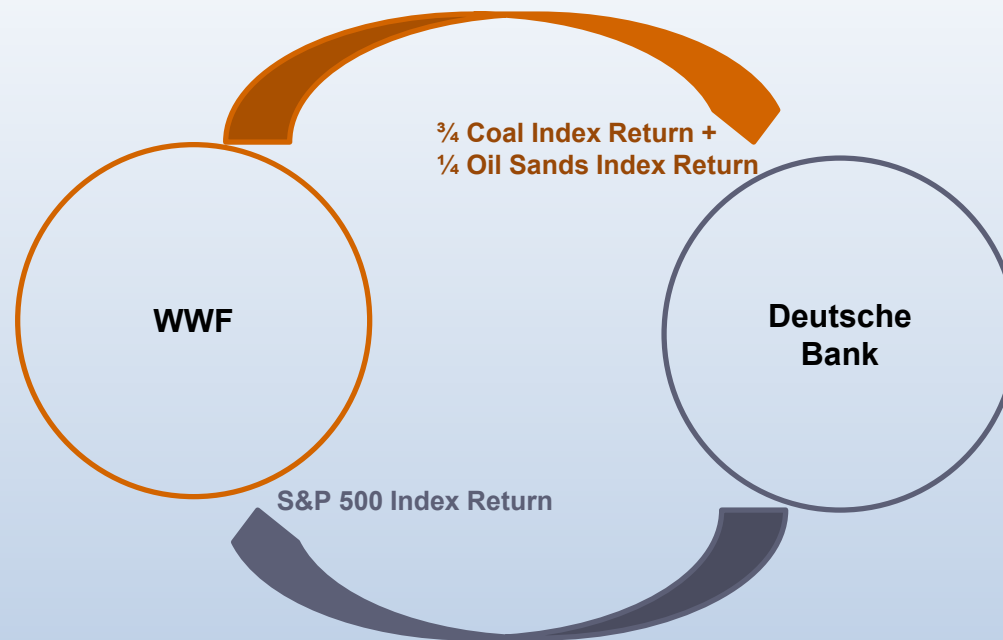 ¾ Coal Index Return +
¼ Oil Sands Index Return
WWF
Deutsche
Bank
S&P 500 Index Return